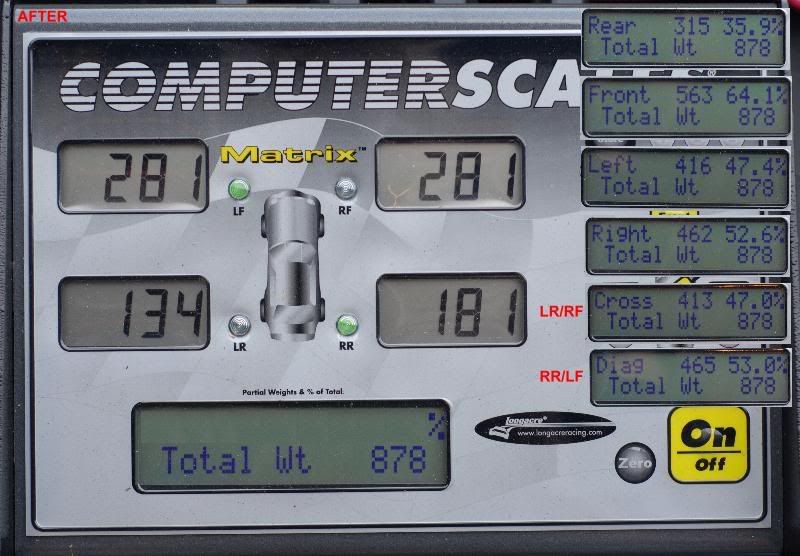 AFTER
COMPUTERSCA
Matrix™
281
281
LF
RF
134
181
LR
RR
Partial Weights & % of Total.
%
Total Wt 878
longacre®
www.longacreracing.com
Zero
On
Off
Rear 315 35.9%
Total Wt 878
Front 563 64.1%
Total Wt 878
Left 416 47.4%
Total Wt 878
Right 462 52.6%
Total Wt 878
LR/RF
Cross 413 47.0%
Total Wt 878
RR/LF
Diag 465 53.0%
Total Wt 878